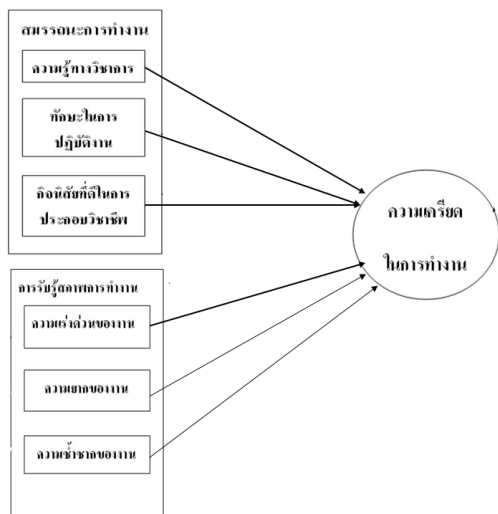 สมรรถนะการทำงาน
ความรู้ทางวิชาการ
ทักษะในการ
ปฏิบัติงาน
กิจนิสัยที่ดีในการ
ประกอบวิชาชีพ
ความเครียด
ในการทำงาน
การรับรู้สภาพการทำงาน
ความเร่งด่วนของงาน
ความยากของงาน
ความซ้ำซากของงาน